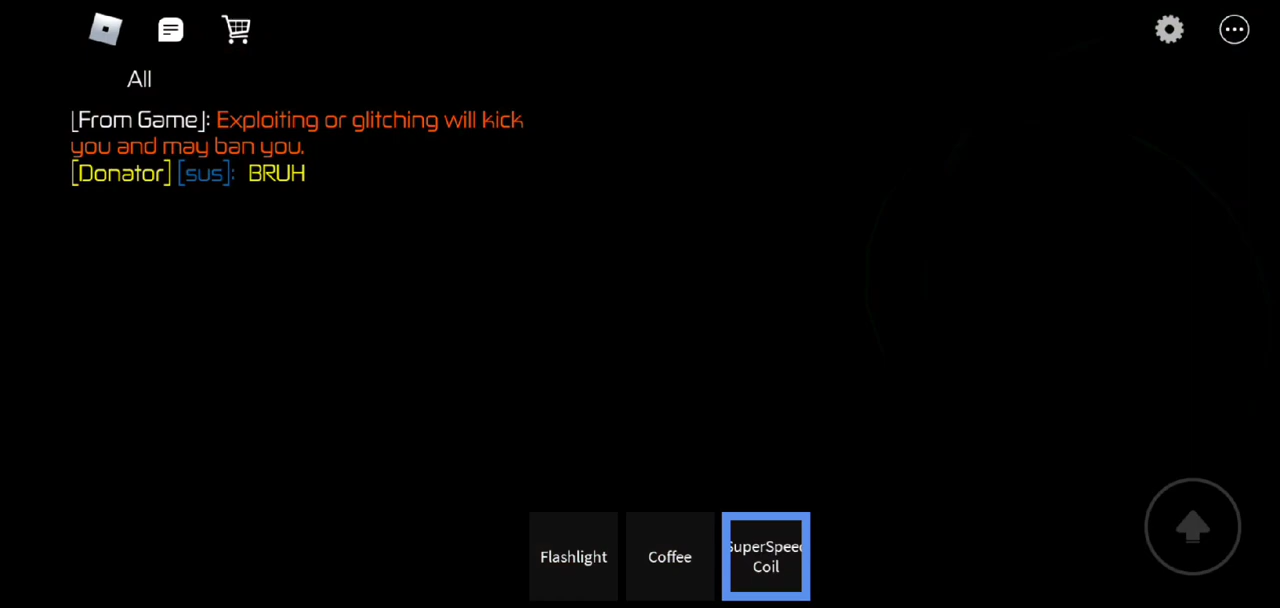 All
[From Game]: Exploiting or glitching will kick
you and may ban you.
[Donator] [sus]: BRUH
Flashlight
Coffee
SuperSpeed
Coil